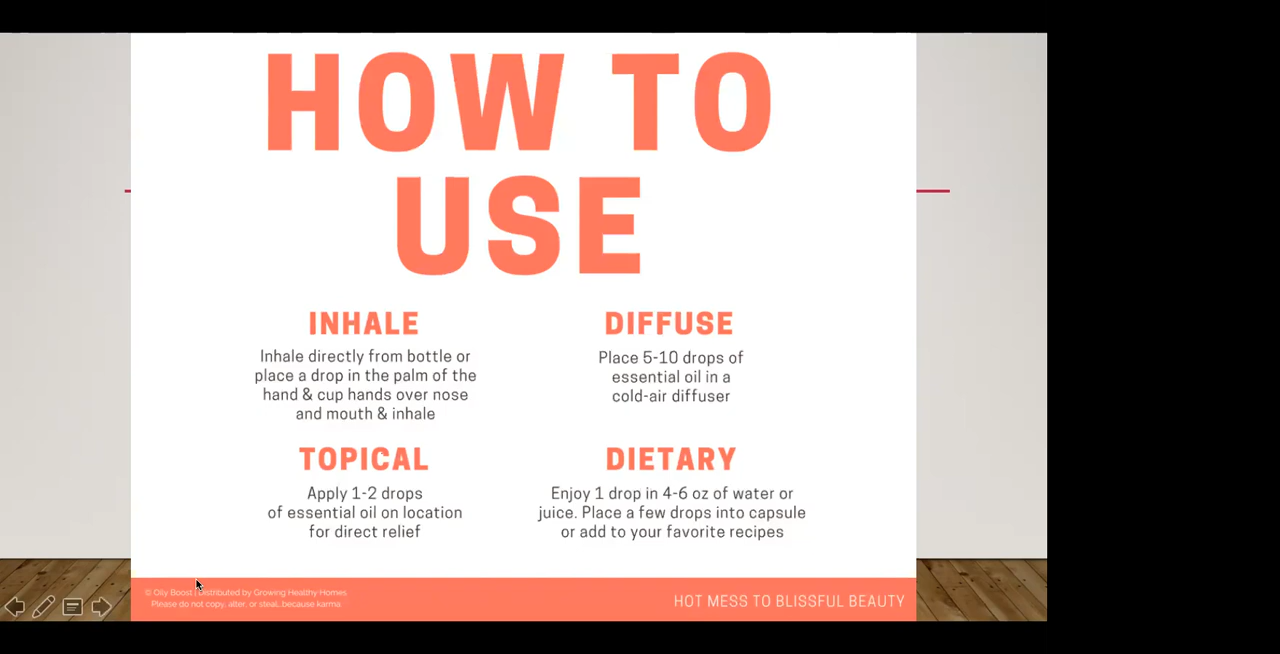 HOW TO
USE
INHALE
Inhale directly from bottle or
place a drop in the palm of the
hand & cup hands over nose
and mouth & inhale
DIFFUSE
Place 5-10 drops of
essential oil in a
cold-air diffuser
TOPICAL
Apply 1-2 drops
of essential oil on location
for direct relief
DIETARY
Enjoy 1 drop in 4-6 oz of water or
juice. Place a few drops into capsule
or add to your favorite recipes
© Oily Boost | Distributed by Growing Healthy Homes.
Please do not copy, alter, or steal, because karma.
HOT MESS TO BLISSFUL BEAUTY